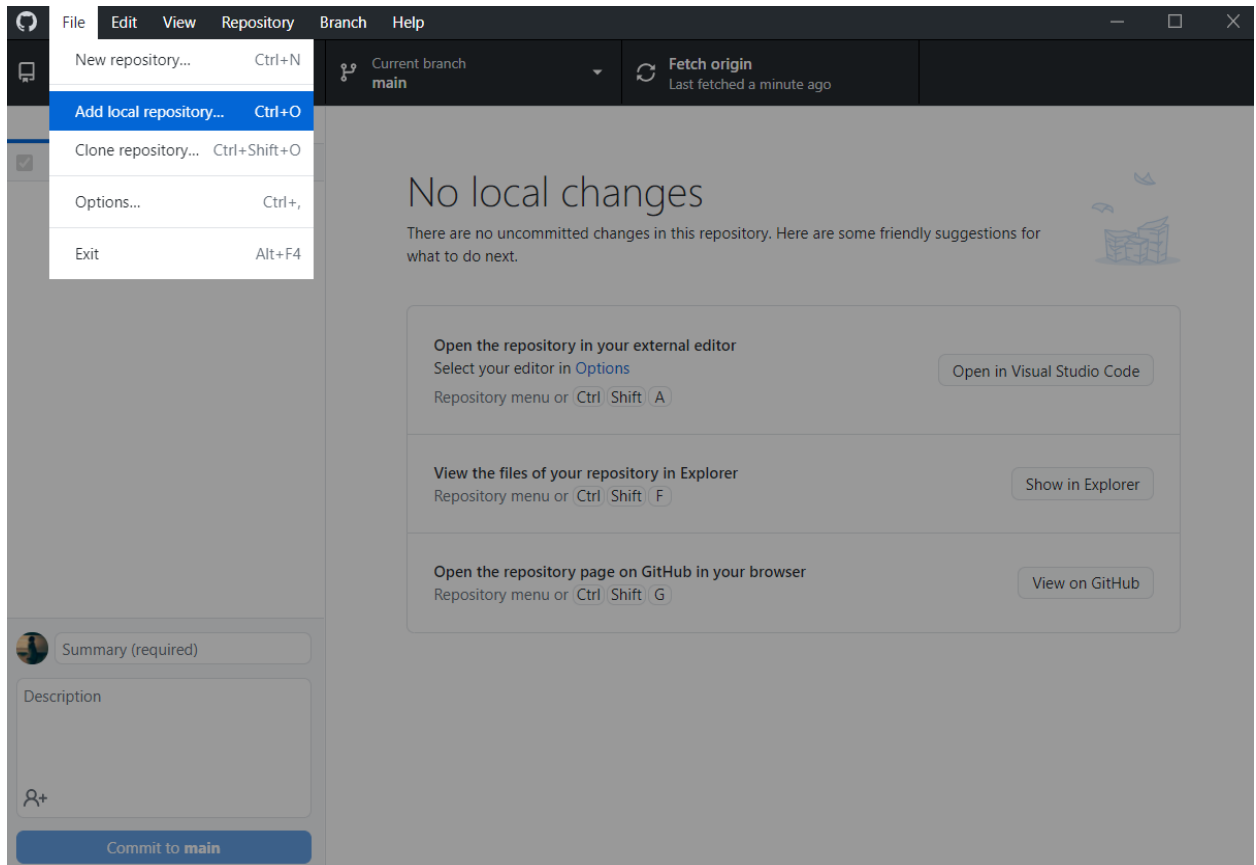 File Edit View Repository Branch Help
New repository... Ctrl+N
Add local repository... Ctrl+O
Clone repository... Ctrl+Shift+O
Options... Ctrl+,
Exit Alt+F4
Current branch
main
Fetch origin
Last fetched a minute ago
No local changes
There are no uncommitted changes in this repository. Here are some friendly suggestions for
what to do next.
Open the repository in your external editor
Select your editor in Options
Repository menu or Ctrl Shift A
Open in Visual Studio Code
View the files of your repository in Explorer
Repository menu or Ctrl Shift F
Show in Explorer
Open the repository page on GitHub in your browser
Repository menu or Ctrl Shift G
View on GitHub
Summary (required)
Description
Commit to main